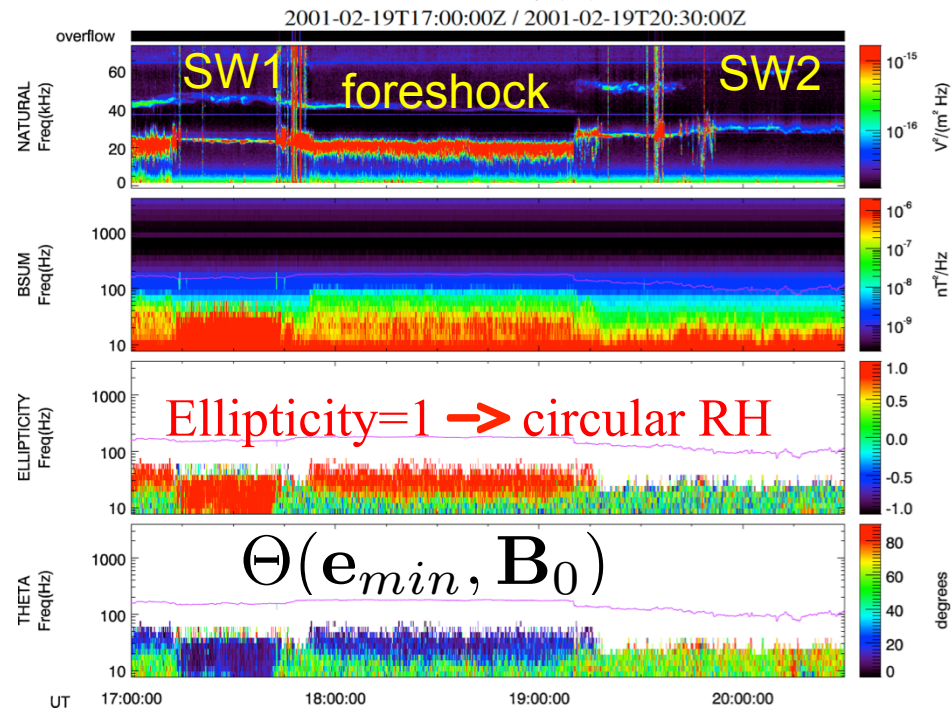 2001-02-19T17:00:00Z / 2001-02-19T20:30:00Z
overflow
NATURAL
Freq(kHz)
60
40
20
0
SW1
foreshock
SW2
10⁻¹⁵
10⁻¹⁶
V²/(m² Hz)
BSUM
Freq(Hz)
1000
100
10
10⁻⁶
10⁻⁷
10⁻⁸
10⁻⁹
nT²/Hz
ELLIPTICITY
Freq(Hz)
1000
100
10
Ellipticity=1 -> circular RH
1.0
0.5
0.0
-0.5
-1.0
THETA
Freq(Hz)
1000
100
10
Θ(e_min, B₀)
80
60
40
20
0
degrees
UT
17:00:00 18:00:00 19:00:00 20:00:00